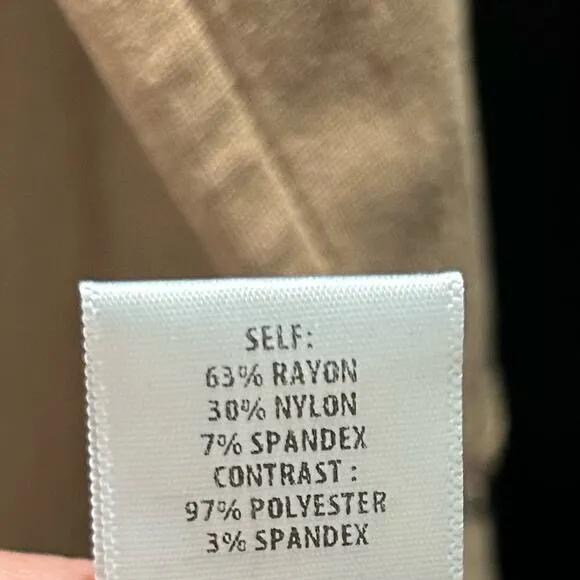 SELF:
63% RAYON
30% NYLON
7% SPANDEX
CONTRAST :
97% POLYESTER
3% SPANDEX